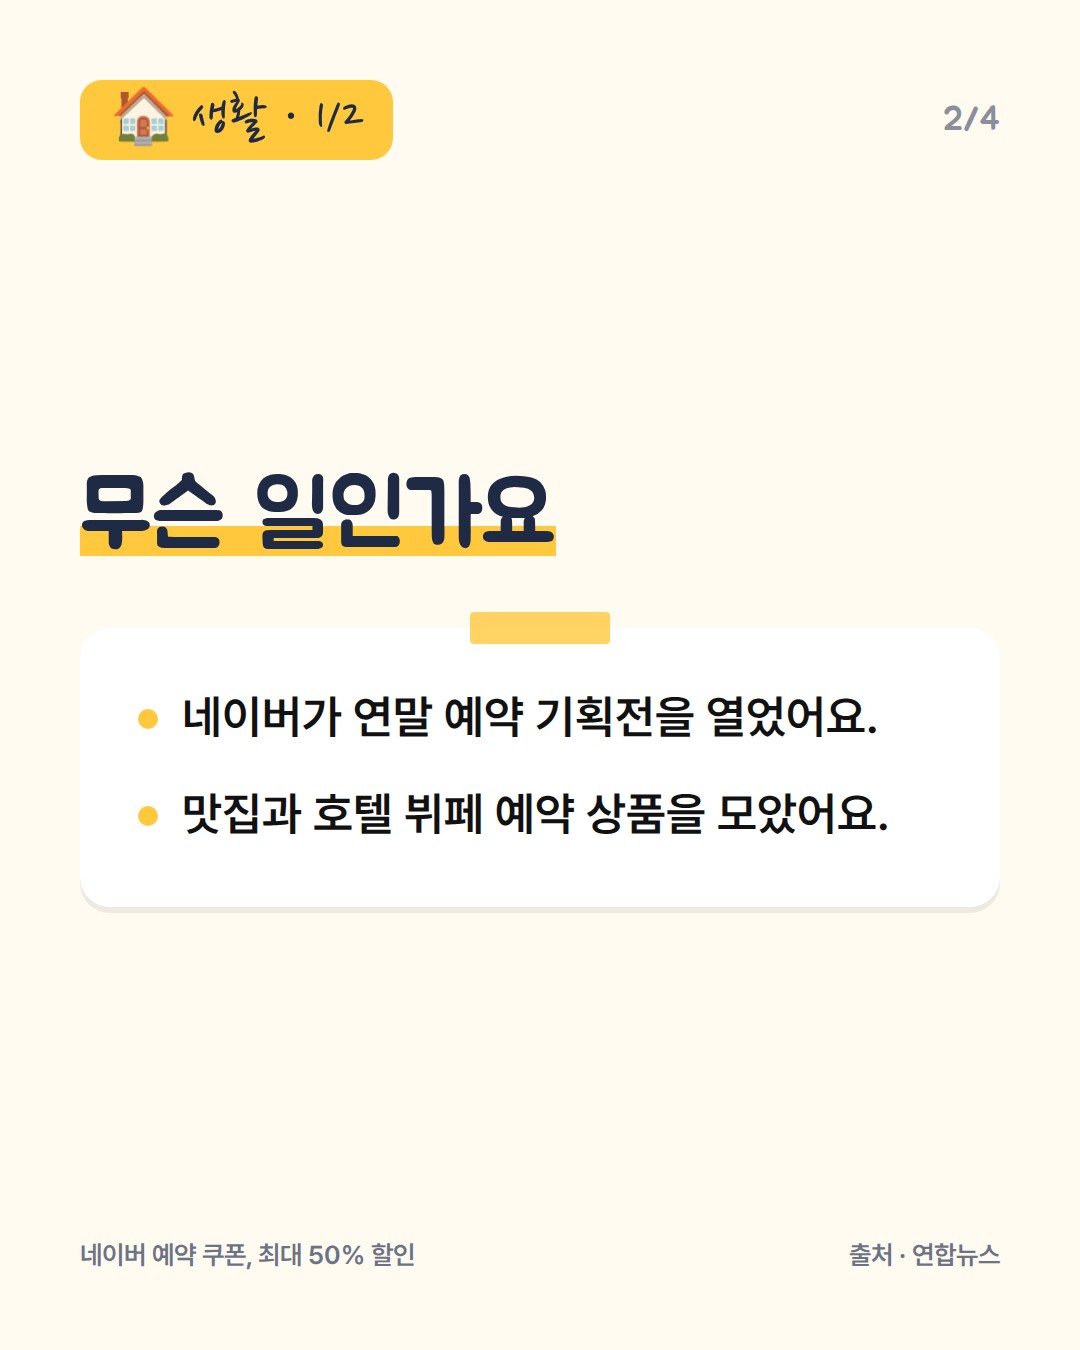 생활 · 1/2
2/4
무슨 일인가요
네이버가 연말 예약 기획전을 열었어요.
맛집과 호텔 뷔페 예약 상품을 모았어요.
네이버 예약 쿠폰, 최대 50% 할인
출처 · 연합뉴스